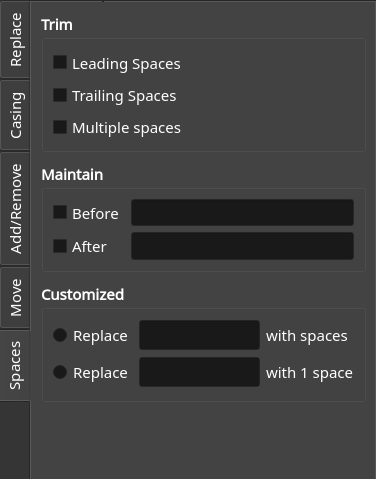 Replace
Casing
Add/Remove
Move
Spaces
Trim
Leading Spaces
Trailing Spaces
Multiple spaces
Maintain
Before
After
Customized
Replace with spaces
Replace with 1 space